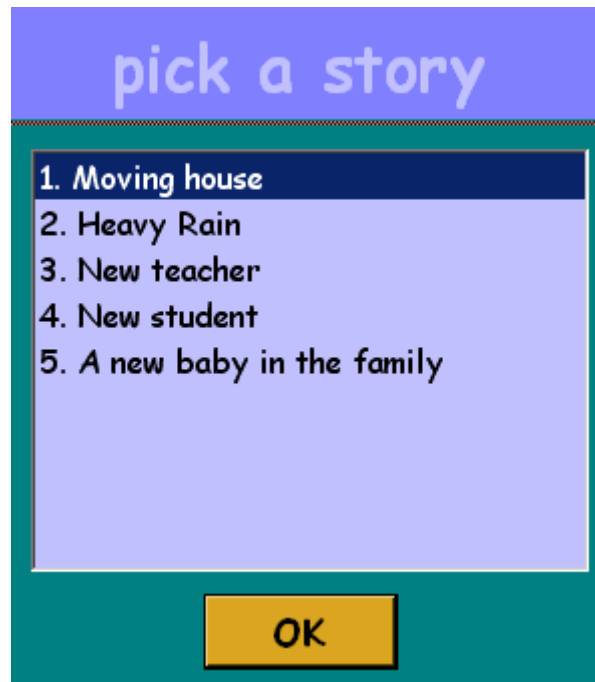 pick a story
1. Moving house
2. Heavy Rain
3. New teacher
4. New student
5. A new baby in the family
OK